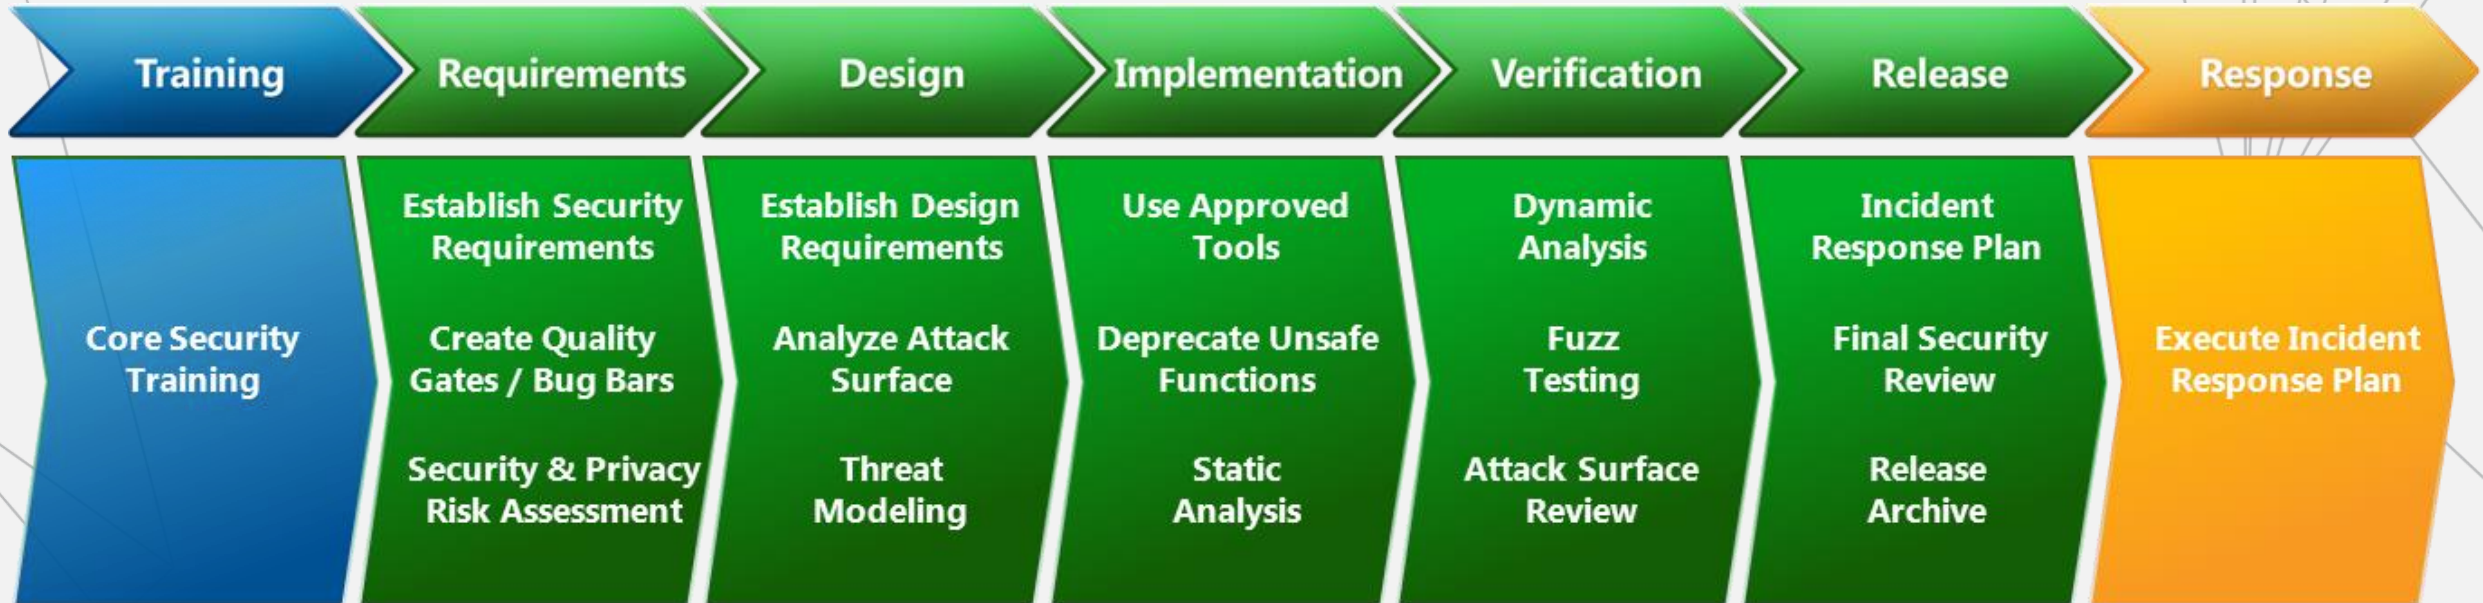 Training
Requirements
Design
Implementation
Verification
Release
Response
Core Security
Training
Establish Security
Requirements
Create Quality
Gates / Bug Bars
Security & Privacy
Risk Assessment
Establish Design
Requirements
Analyze Attack
Surface
Threat
Modeling
Use Approved
Tools
Deprecate Unsafe
Functions
Static
Analysis
Dynamic
Analysis
Fuzz
Testing
Attack Surface
Review
Incident
Response Plan
Final Security
Review
Release
Archive
Execute Incident
Response Plan